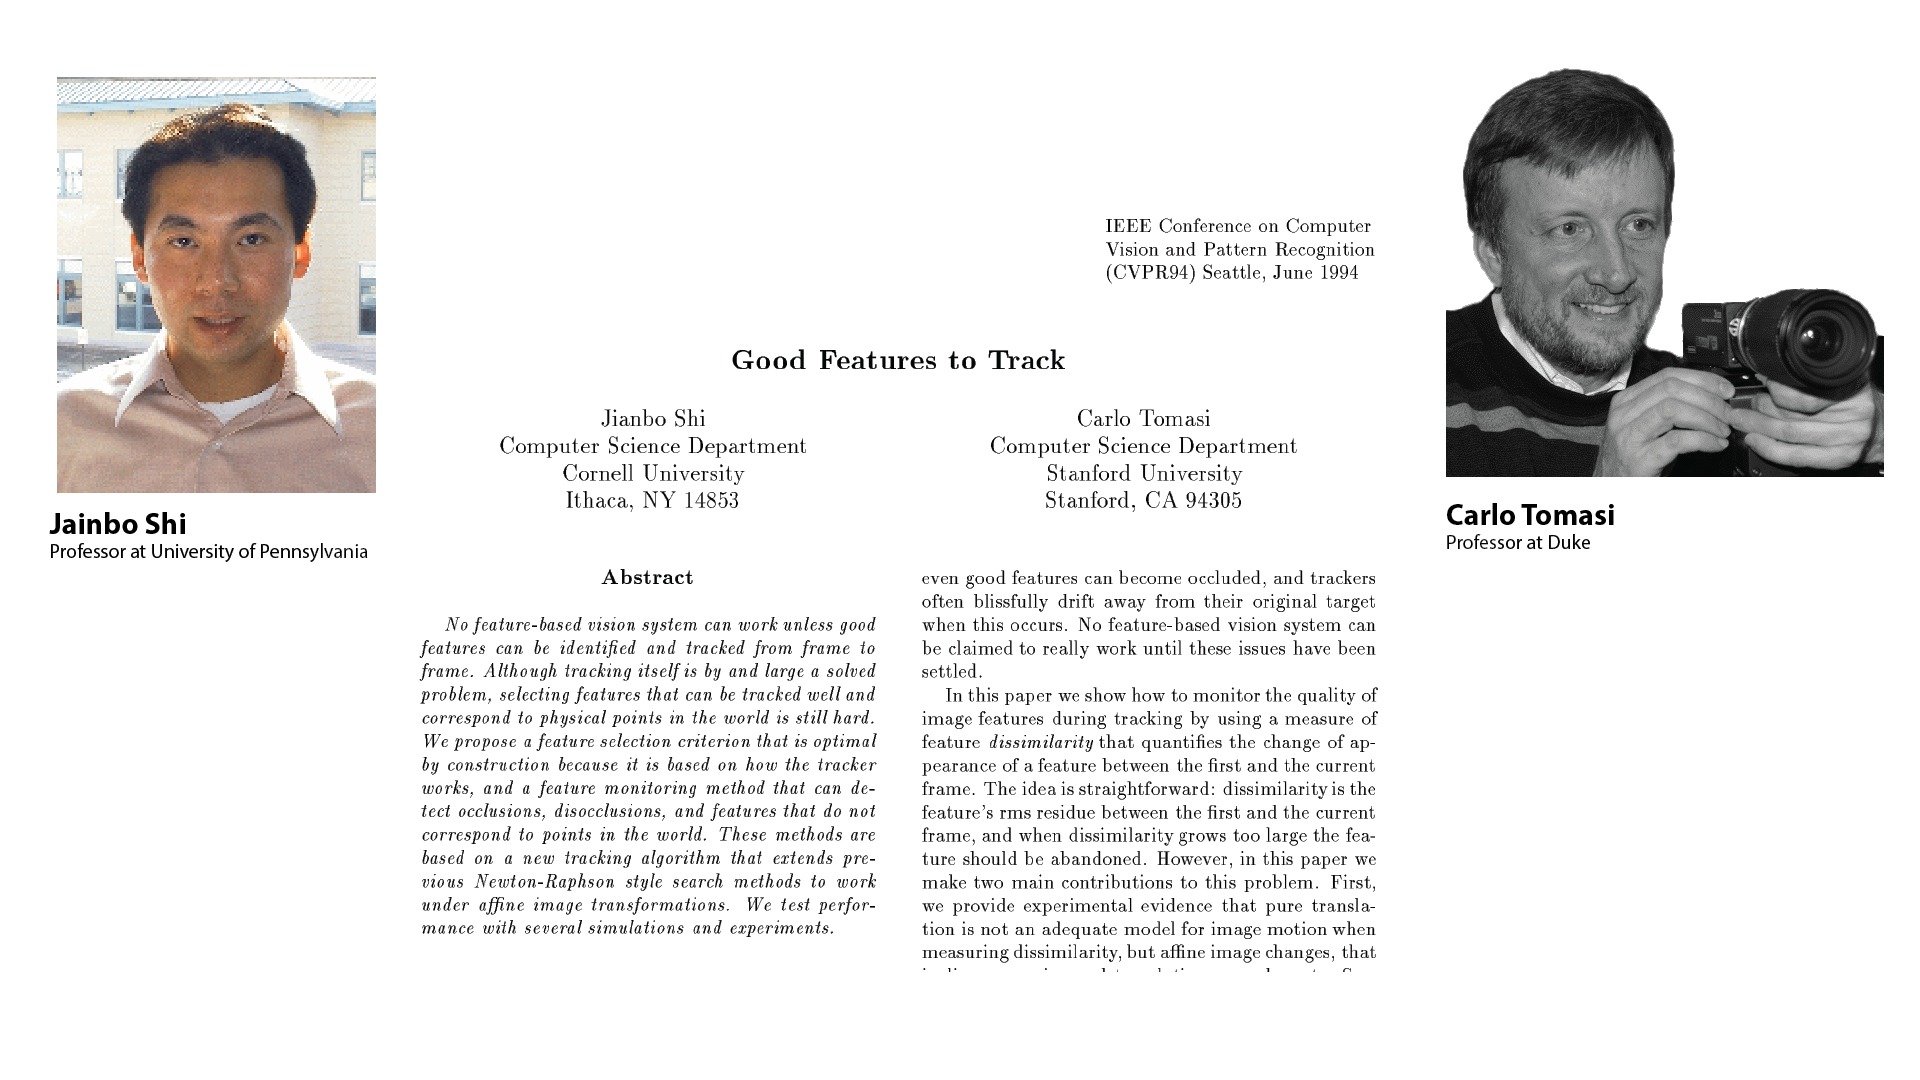 IEEE Conference on Computer
Vision and Pattern Recognition
(CVPR94) Seattle, June 1994
Good Features to Track
Jianbo Shi
Computer Science Department
Cornell University
Ithaca, NY 14853
Carlo Tomasi
Computer Science Department
Stanford University
Stanford, CA 94305
Jainbo Shi
Professor at University of Pennsylvania
Carlo Tomasi
Professor at Duke
Abstract
No feature-based vision system can work unless good
features can be identified and tracked from frame to
frame. Although tracking itself is by and large a solved
problem, selecting features that can be tracked well and
correspond to physical points in the world is still hard.
We propose a feature selection criterion that is optimal
by construction because it is based on how the tracker
works, and a feature monitoring method that can de-
tect occlusions, disocclusions, and features that do not
correspond to points in the world. These methods are
based on a new tracking algorithm that extends pre-
vious Newton-Raphson style search methods to work
under affine image transformations. We test perfor-
mance with several simulations and experiments.
even good features can become occluded, and trackers
often blissfully drift away from their original target
when this occurs. No feature-based vision system can
be claimed to really work until these issues have been
settled.
In this paper we show how to monitor the quality of
image features during tracking by using a measure of
feature dissimilarity that quantifies the change of ap-
pearance of a feature between the first and the current
frame. The idea is straightforward: dissimilarity is the
feature's rms residue between the first and the current
frame, and when dissimilarity grows too large the fea-
ture should be abandoned. However, in this paper we
make two main contributions to this problem. First,
we provide experimental evidence that pure transla-
tion is not an adequate model for image motion when
measuring dissimilarity, but affine image changes, that